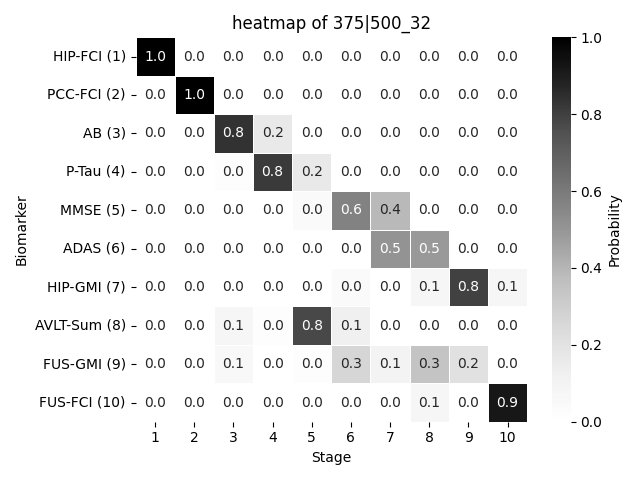 heatmap of 375|500_32
HIP-FCI (1) 1.0 0.0 0.0 0.0 0.0 0.0 0.0 0.0 0.0 0.0
PCC-FCI (2) 0.0 1.0 0.0 0.0 0.0 0.0 0.0 0.0 0.0 0.0
AB (3) 0.0 0.0 0.8 0.2 0.0 0.0 0.0 0.0 0.0 0.0
P-Tau (4) 0.0 0.0 0.0 0.8 0.2 0.0 0.0 0.0 0.0 0.0
MMSE (5) 0.0 0.0 0.0 0.0 0.0 0.6 0.4 0.0 0.0 0.0
ADAS (6) 0.0 0.0 0.0 0.0 0.0 0.0 0.5 0.5 0.0 0.0
HIP-GMI (7) 0.0 0.0 0.0 0.0 0.0 0.0 0.0 0.1 0.8 0.1
AVLT-Sum (8) 0.0 0.0 0.1 0.0 0.8 0.1 0.0 0.0 0.0 0.0
FUS-GMI (9) 0.0 0.0 0.1 0.0 0.0 0.3 0.1 0.3 0.2 0.0
FUS-FCI (10) 0.0 0.0 0.0 0.0 0.0 0.0 0.0 0.1 0.0 0.9
1 2 3 4 5 6 7 8 9 10
Stage
Biomarker
1.0
0.8
0.6
0.4
0.2
0.0
Probability